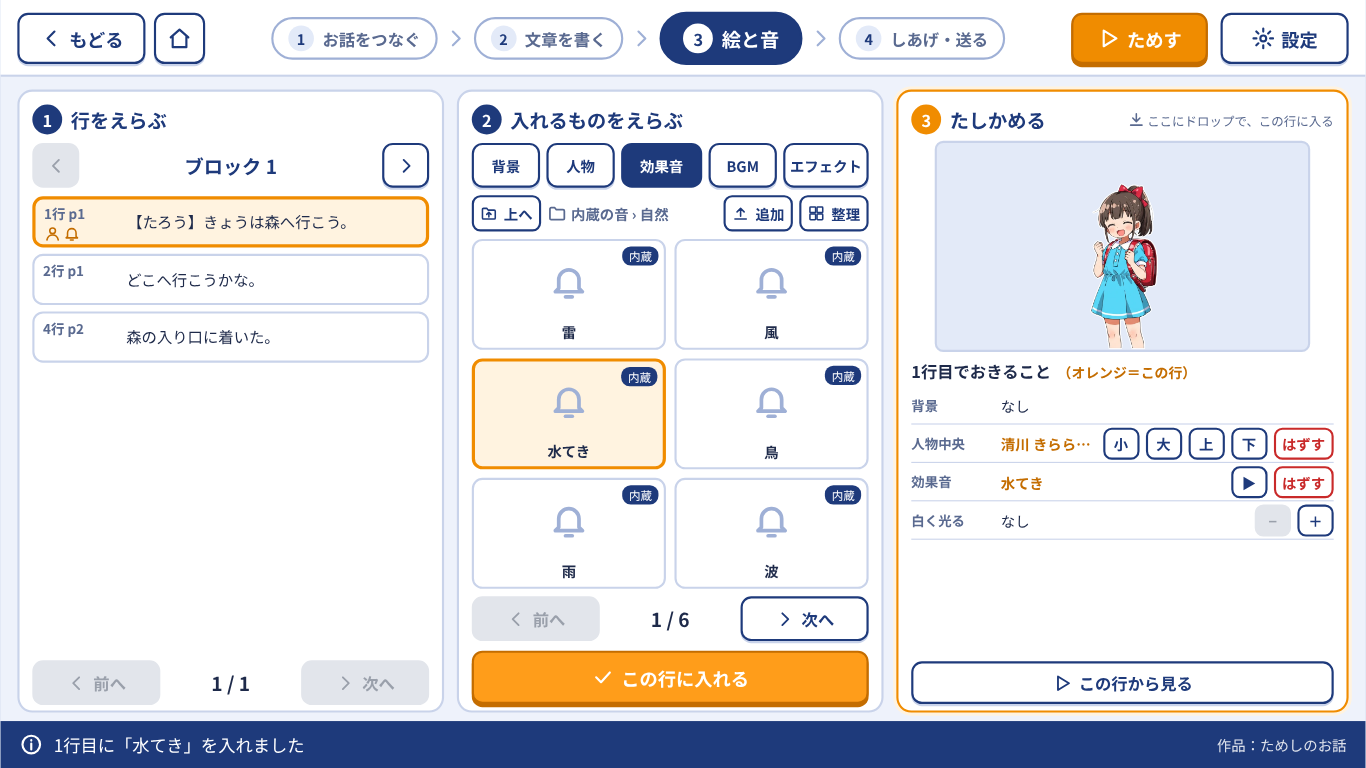 もどる
1 お話をつなぐ
2 文章を書く
3 絵と音
4 しあげ・送る
ためす
設定
1 行をえらぶ
ブロック 1
1行 p1
【たろう】きょうは森へ行こう。
2行 p1
どこへ行こうかな。
4行 p2
森の入り口に着いた。
前へ
1 / 1
次へ
2 入れるものをえらぶ
背景
人物
効果音
BGM
エフェクト
上へ
内蔵の音 › 自然
追加
整理
内蔵
雷
内蔵
風
内蔵
水てき
内蔵
鳥
内蔵
雨
内蔵
波
前へ
1 / 6
次へ
この行に入れる
3 たしかめる
ここにドロップで、この行に入る
1行目でおきること （オレンジ＝この行）
背景 なし
人物中央 清川 きらら… 小 大 上 下 はずす
効果音 水てき はずす
白く光る なし − +
この行から見る
1行目に「水てき」を入れました
作品：ためしのお話